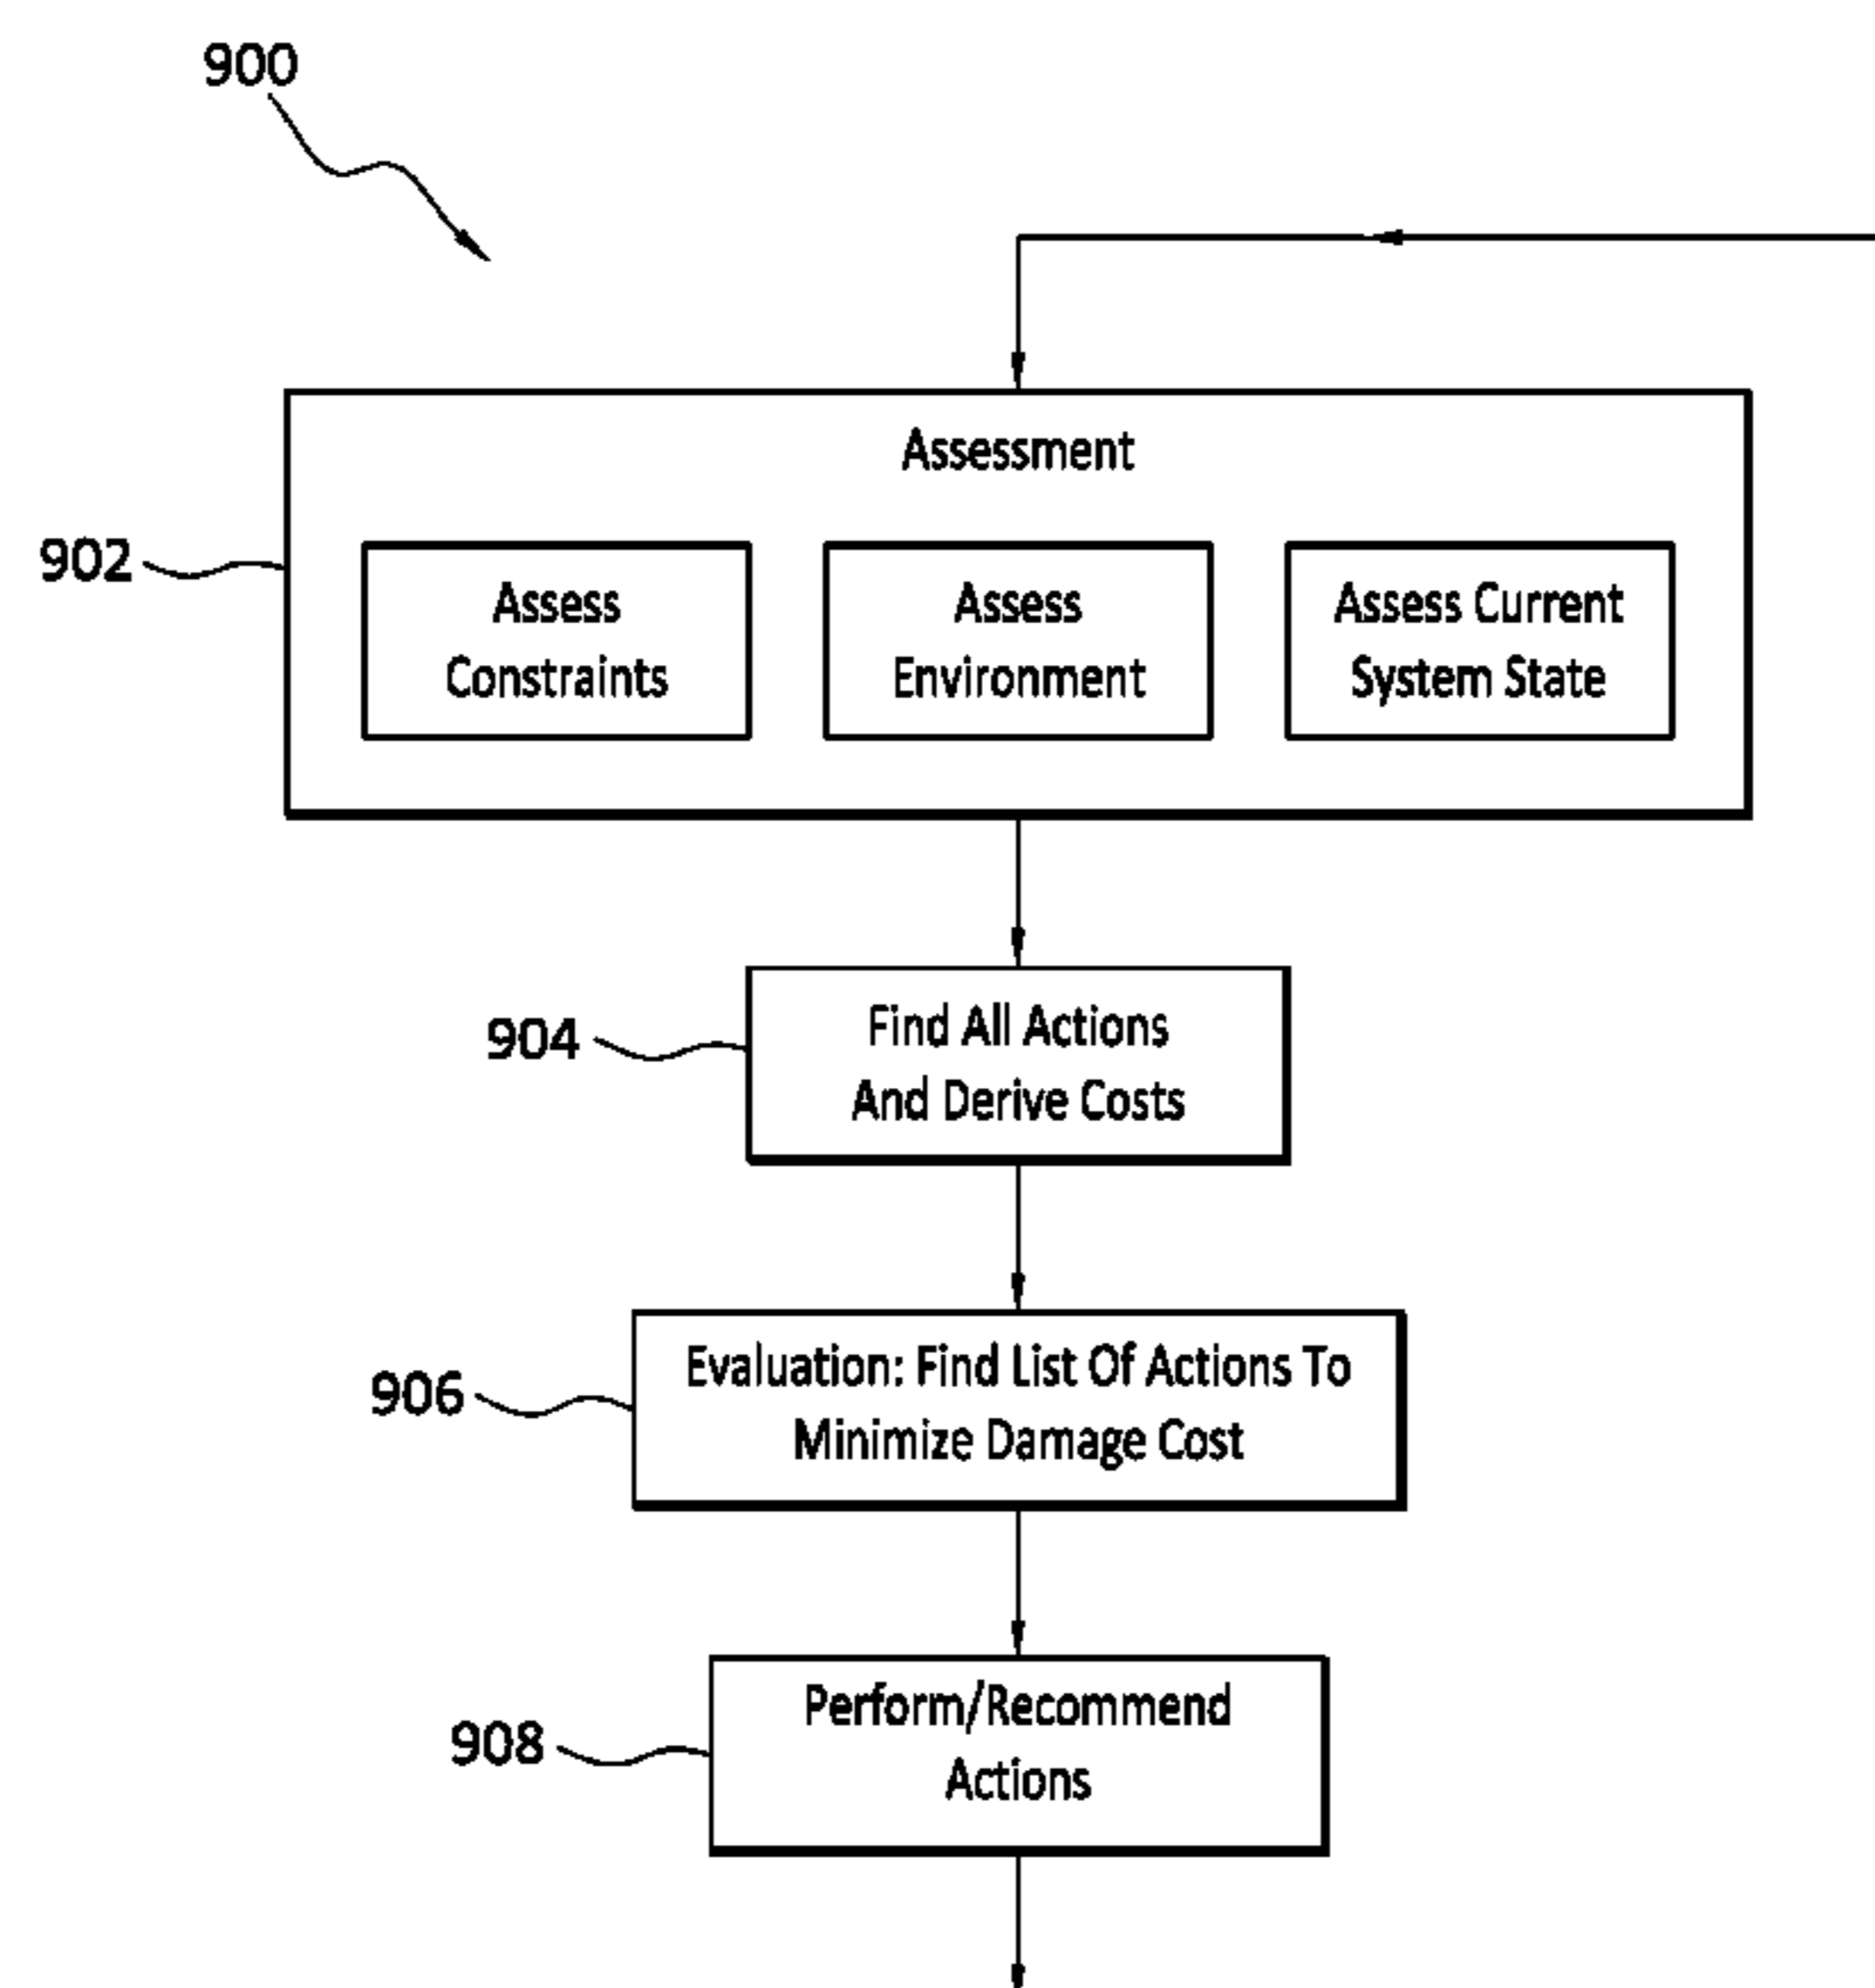 900
Assessment
902
Assess
Constraints
Assess
Environment
Assess Current
System State
904
Find All Actions
And Derive Costs
906
Evaluation: Find List Of Actions To
Minimize Damage Cost
908
Perform/Recommend
Actions